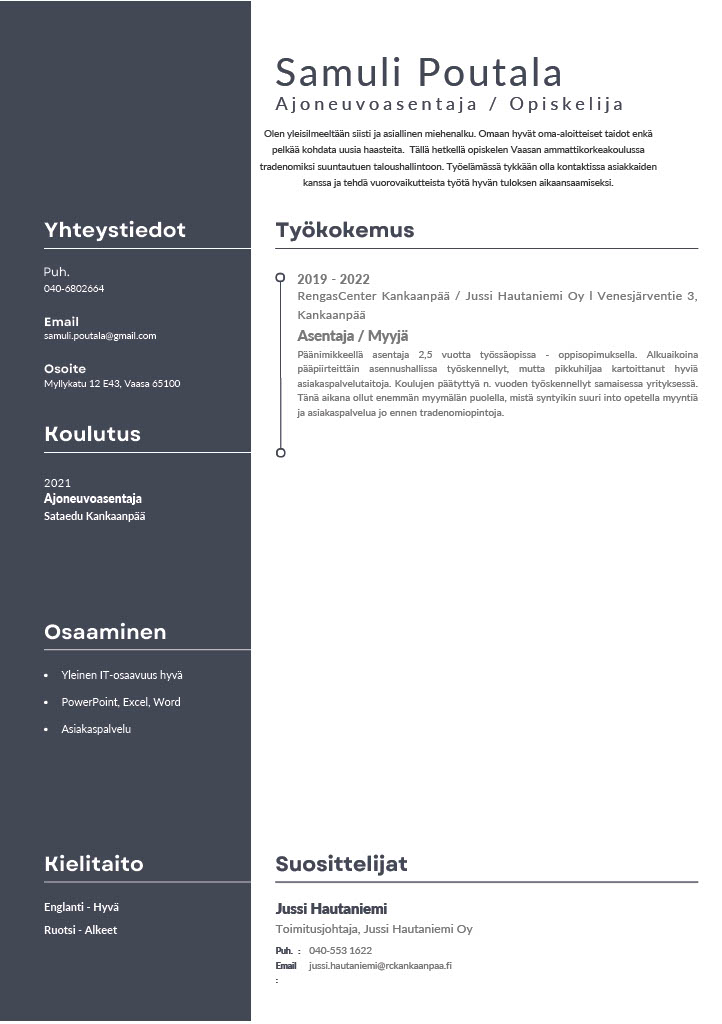 Samuli Poutala
Ajoneuvoasentaja / Opiskelija
Olen yleisilmeeltään siisti ja asiallinen miehenalku. Omaan hyvät oma-aloitteiset taidot enkä
pelkää kohdata uusia haasteita.  Tällä hetkellä opiskelen Vaasan ammattikorkeakoulussa
tradenomiksi suuntautuen taloushallintoon. Työelämässä tykkään olla kontaktissa asiakkaiden
kanssa ja tehdä vuorovaikutteista työtä hyvän tuloksen aikaansaamiseksi.
Yhteystiedot
Puh.
040-6802664
Email
samuli.poutala@gmail.com
Osoite
Myllykatu 12 E43, Vaasa 65100
Koulutus
2021
Ajoneuvoasentaja
Sataedu Kankaanpää
Osaaminen
• Yleinen IT-osaavuus hyvä
• PowerPoint, Excel, Word
• Asiakaspalvelu
Kielitaito
Englanti - Hyvä
Ruotsi - Alkeet
Työkokemus
2019 - 2022
RengasCenter Kankaanpää / Jussi Hautaniemi Oy l Venesjärventie 3,
Kankaanpää
Asentaja / Myyjä
Päänimikkeellä asentaja 2,5 vuotta työssäopissa - oppisopimuksella. Alkuaikoina
pääpiirteittäin asennushallissa työskennellyt, mutta pikkuhiljaa kartoittanut hyviä
asiakaspalvelutaitoja. Koulujen päätyttyä n. vuoden työskennellyt samaisessa yrityksessä.
Tänä aikana ollut enemmän myymälän puolella, mistä syntyikin suuri into opetella myyntiä
ja asiakaspalvelua jo ennen tradenomiopintoja.
Suosittelijat
Jussi Hautaniemi
Toimitusjohtaja, Jussi Hautaniemi Oy
Puh. : 040-553 1622
Email jussi.hautaniemi@rckankaanpaa.fi
: